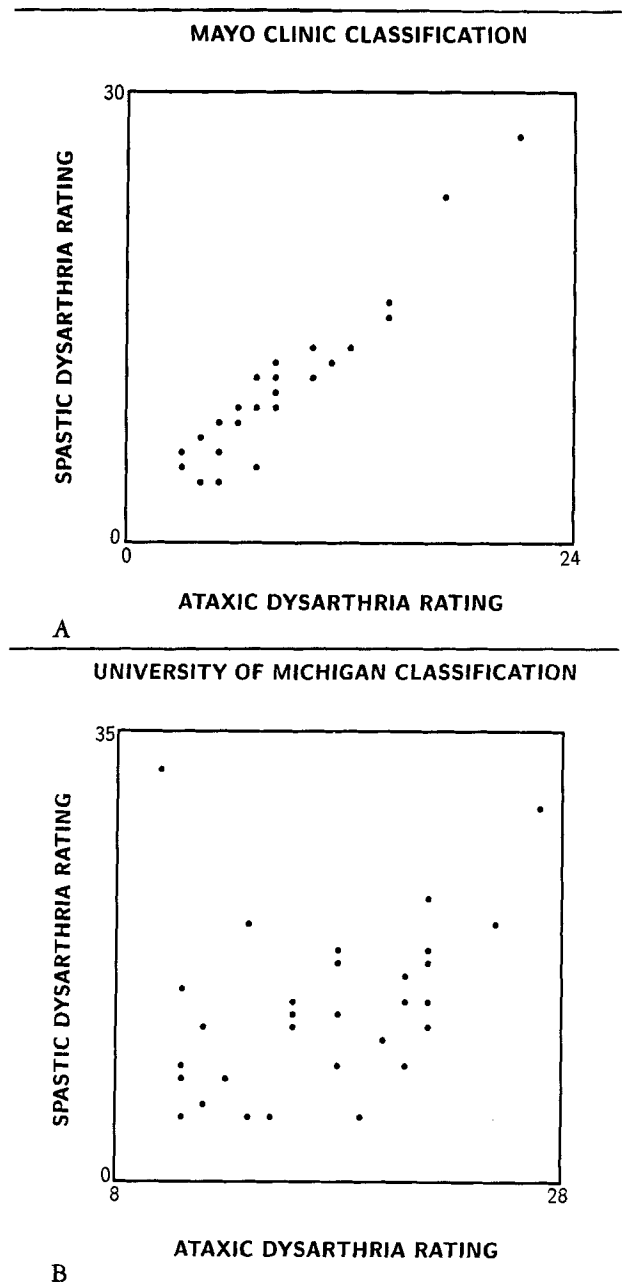 MAYO CLINIC CLASSIFICATION
30
SPASTIC DYSARTHRIA RATING
0
0 24
ATAXIC DYSARTHRIA RATING
A
UNIVERSITY OF MICHIGAN CLASSIFICATION
35
SPASTIC DYSARTHRIA RATING
0
8 28
ATAXIC DYSARTHRIA RATING
B